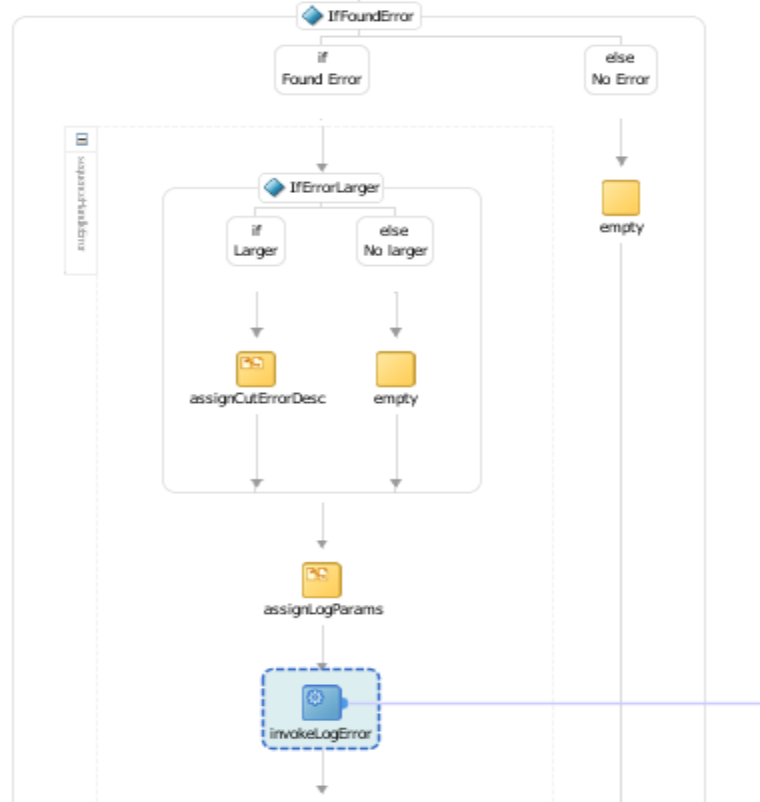 IfFoundError
if
Found Error
else
No Error
IfErrorLarger
if
Larger
else
No larger
empty
assignCutErrorDesc
empty
assignLogParams
invokeLogError